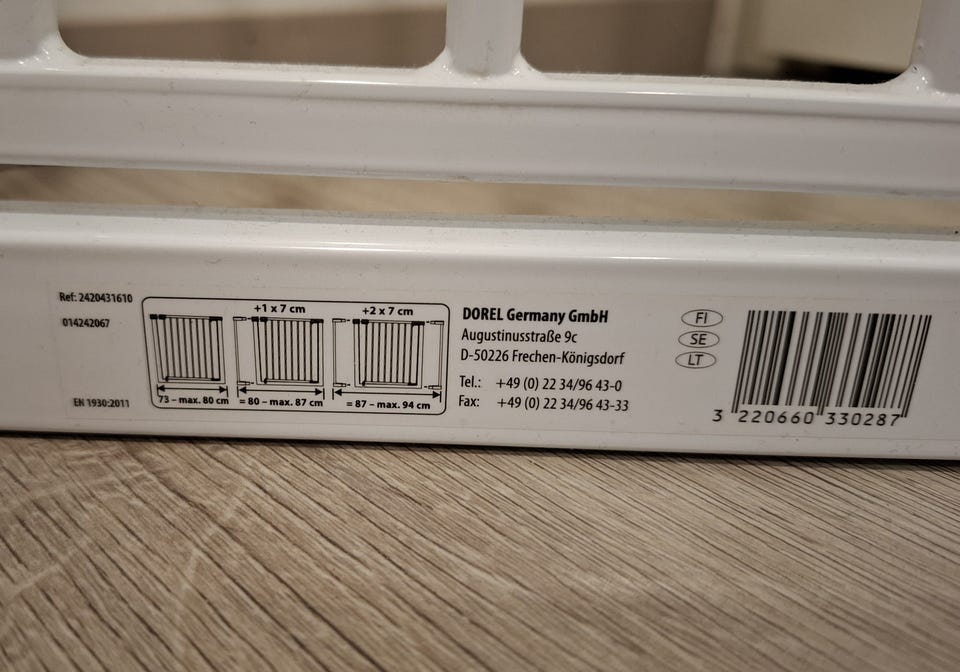 Ref: 2420431610
014242067
EN 1930:2011
73 – max. 80 cm
+1 x 7 cm
= 80 – max. 87 cm
+2 x 7 cm
= 87 – max. 94 cm
DOREL Germany GmbH
Augustinusstraße 9c
D-50226 Frechen-Königsdorf
Tel.: +49 (0) 22 34/96 43-0
Fax: +49 (0) 22 34/96 43-33
FI
SE
LT
3 220660 330287